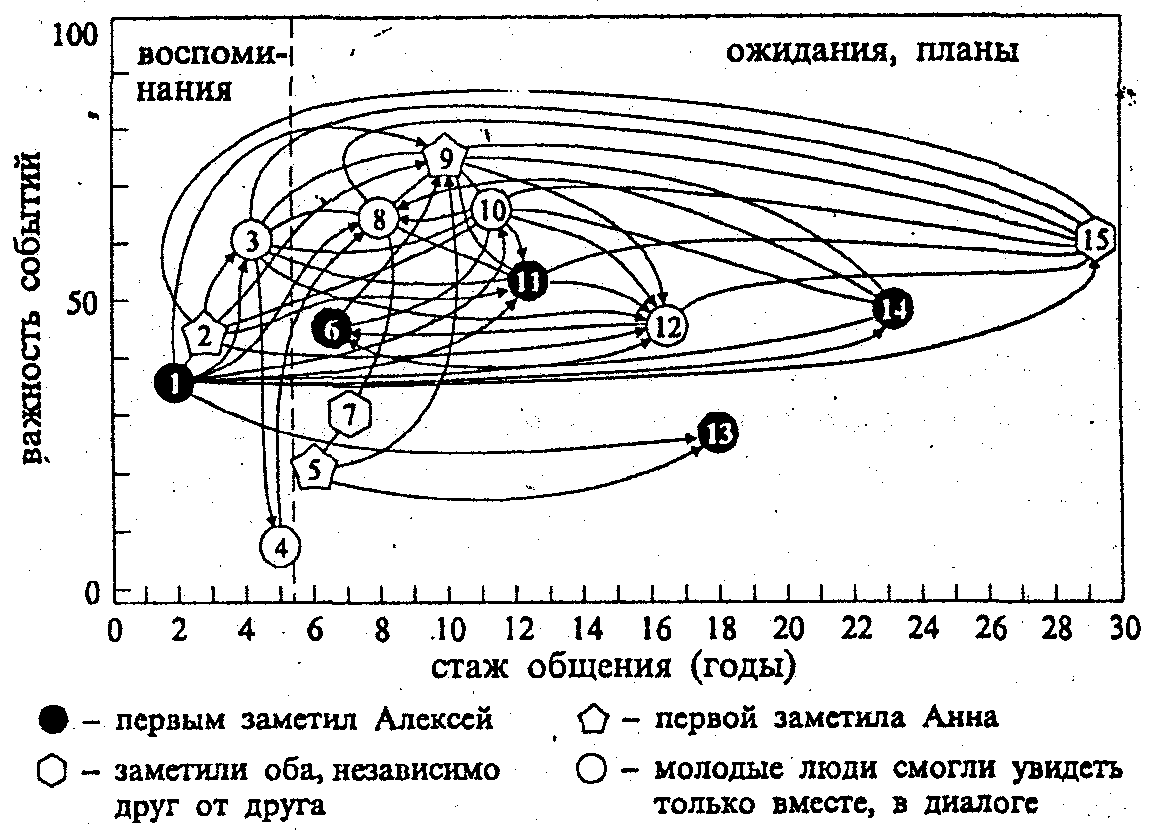 100
воспоми-
нания
ожидания, планы
9
8
10
3
15
11
50
2
6
12
14
1
7
13
5
4
0
важность событий
0 2 4 6 8 10 12 14 16 18 20 22 24 26 28 30
стаж общения (годы)
– первым заметил Алексей
– первой заметила Анна
– заметили оба, независимо
друг от друга
– молодые люди смогли увидеть
только вместе, в диалоге